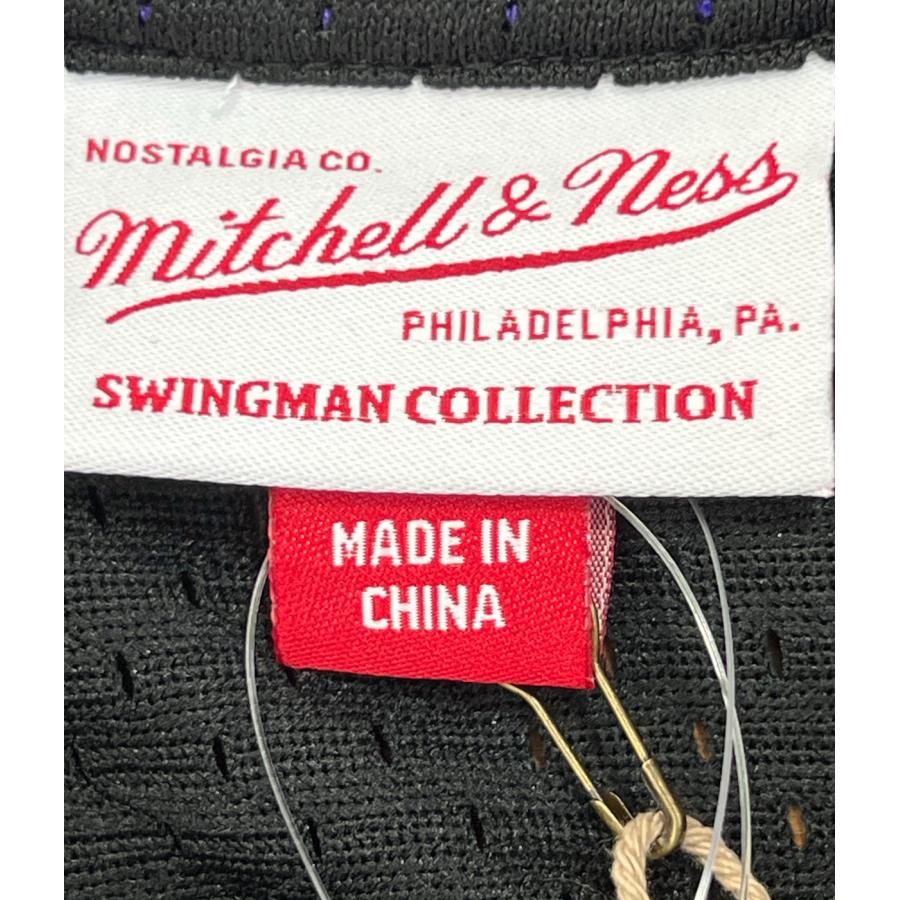 NOSTALGIA CO.
Mitchell & Ness
PHILADELPHIA, PA.
SWINGMAN COLLECTION
MADE IN
CHINA